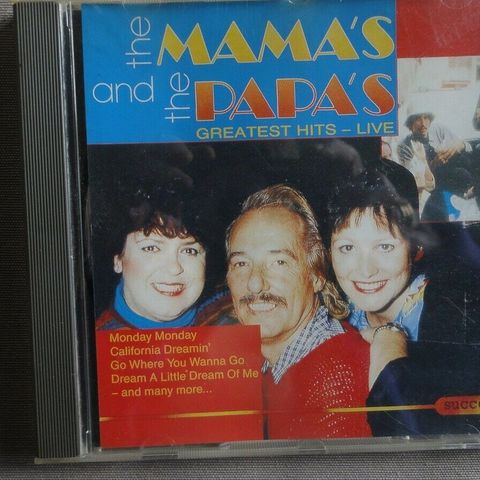 the MAMA'S
and the PAPA'S
GREATEST HITS – LIVE
Monday Monday
California Dreamin'
Go Where You Wanna Go
Dream A Little Dream Of Me
– and many more...